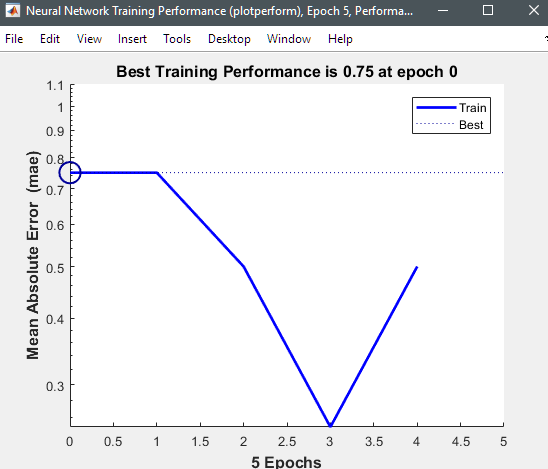 Neural Network Training Performance (plotperform), Epoch 5, Performa...
File Edit View Insert Tools Desktop Window Help
Best Training Performance is 0.75 at epoch 0
Train
Best
Mean Absolute Error (mae)
1.1
1
0.9
0.8
0.7
0.6
0.5
0.4
0.3
0 0.5 1 1.5 2 2.5 3 3.5 4 4.5 5
5 Epochs